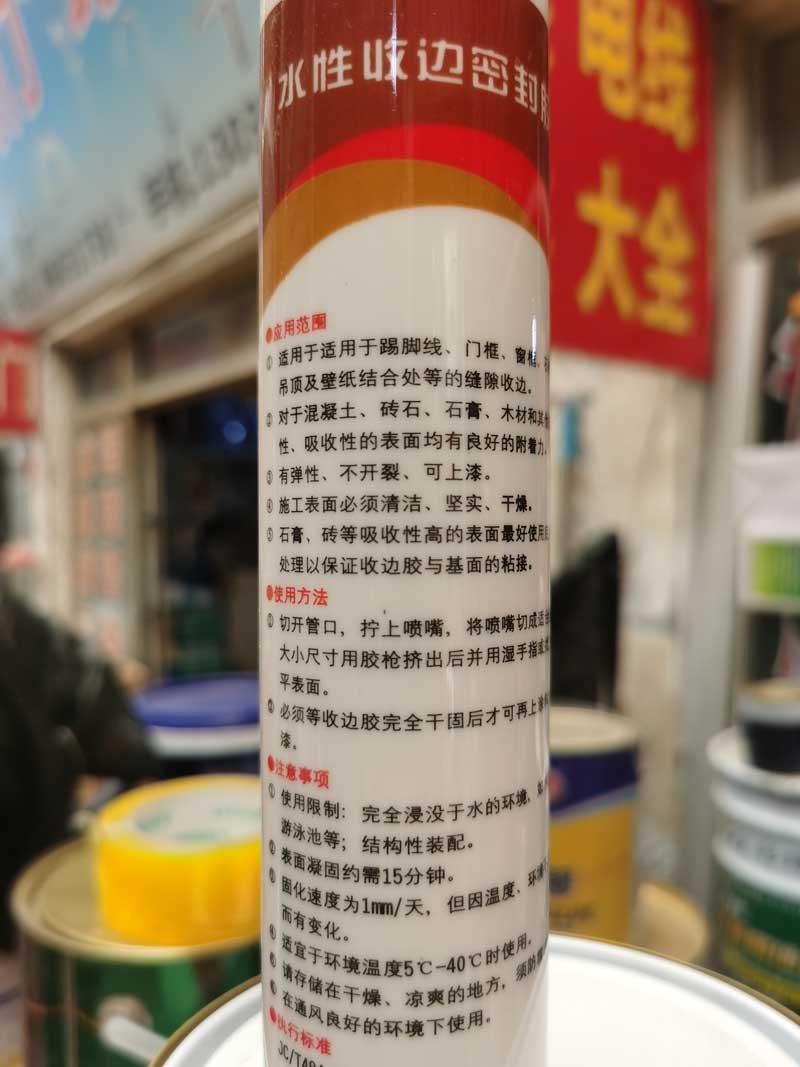 水性收边密封胶
电线
大全
●应用范围
① 适用于适用于踢脚线、门框、窗框、
吊顶及壁纸结合处等的缝隙收边。
② 对于混凝土、砖石、石膏、木材和其
性、吸收性的表面均有良好的附着力。
③ 有弹性、不开裂、可上漆。
④ 施工表面必须清洁、坚实、干燥。
⑤ 石膏、砖等吸收性高的表面最好使用
处理以保证收边胶与基面的粘接。
●使用方法
① 切开管口，拧上喷嘴，将喷嘴切成适
大小尺寸用胶枪挤出后并用湿手指或
平表面。
② 必须等收边胶完全干固后才可再上
漆。
●注意事项
① 使用限制：完全浸没于水的环境，
游泳池等；结构性装配。
② 表面凝固约需15分钟。
③ 固化速度为1mm/天，但因温度、环境
而有变化。
④ 适宜于环境温度5℃-40℃时使用。
请存储在干燥、凉爽的地方，须防
在通风良好的环境下使用。
●执行标准
JC/T484